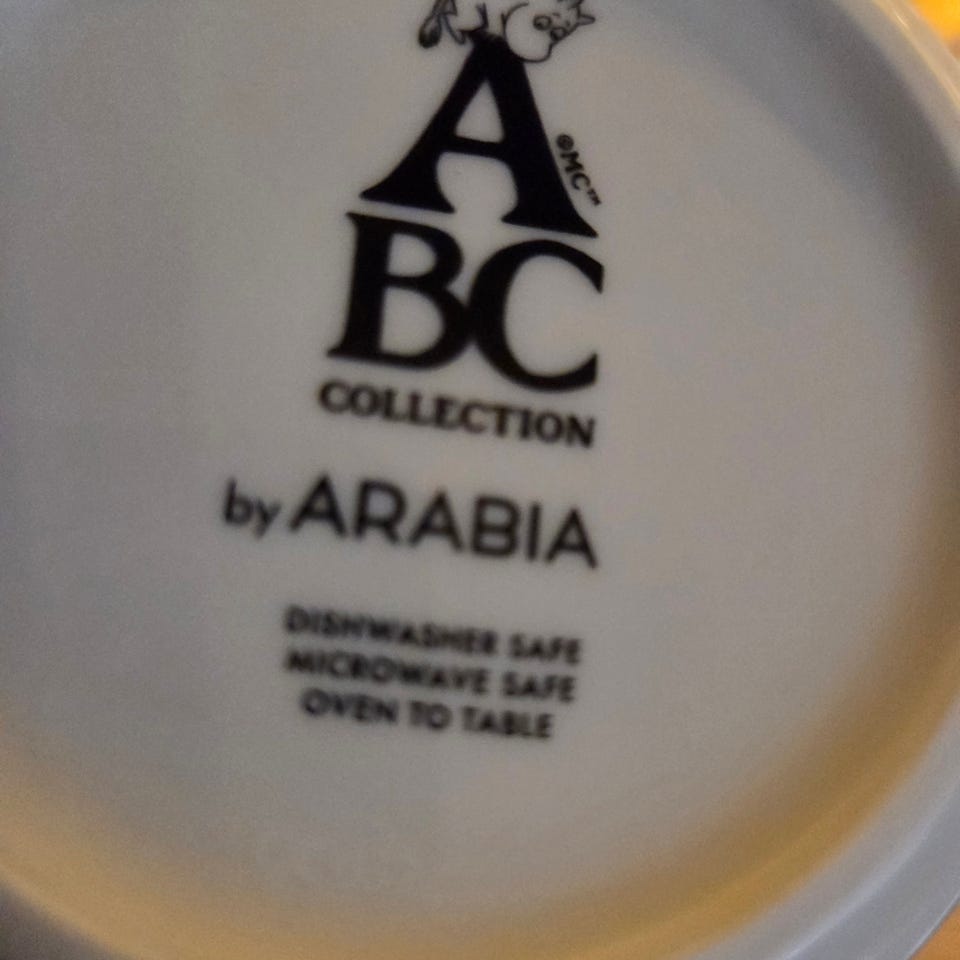 A
©MC™
BC
COLLECTION
by ARABIA
DISHWASHER SAFE
MICROWAVE SAFE
OVEN TO TABLE